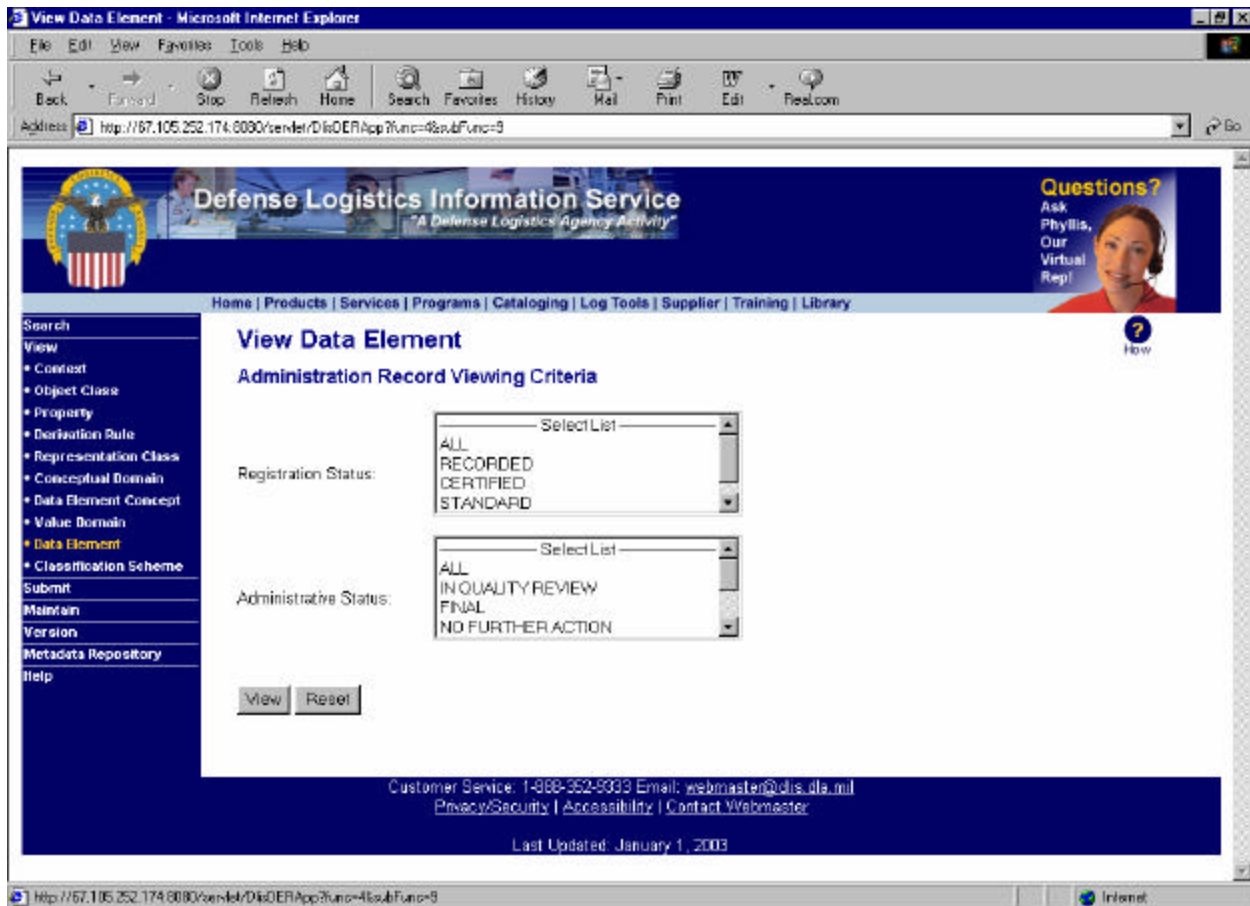 View Data Element - Microsoft Internet Explorer
File Edit View Favorites Tools Help
Back Forward Stop Refresh Home Search Favorites History Mail Print Edit Real.com
Address http://67.105.252.174:8080/servlet/DlisDERApp?func=4&subFunc=9 Go
Defense Logistics Information Service
"A Defense Logistics Agency Activity"
Questions?
Ask
Phyllis,
Our
Virtual
Rep!
Home | Products | Services | Programs | Cataloging | Log Tools | Supplier | Training | Library
Search
View
• Context
• Object Class
• Property
• Derivation Rule
• Representation Class
• Conceptual Domain
• Data Element Concept
• Value Domain
• Data Element
• Classification Scheme
Submit
Maintain
Version
Metadata Repository
Help
View Data Element
?
How
Administration Record Viewing Criteria
Registration Status:
Select List
ALL
RECORDED
CERTIFIED
STANDARD
Administrative Status:
Select List
ALL
IN QUALITY REVIEW
FINAL
NO FURTHER ACTION
View Reset
Customer Service: 1-888-352-9333 Email: webmaster@dlis.dla.mil
Privacy/Security | Accessibility | Contact Webmaster
Last Updated: January 1, 2003
http://67.105.252.174:8080/servlet/DlisDERApp?func=4&subFunc=9 Internet